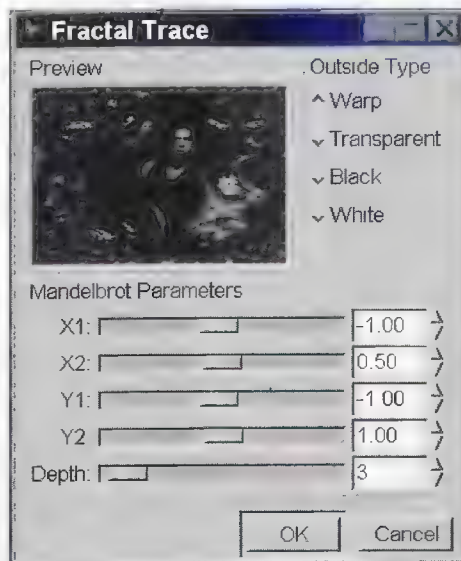 Fractal Trace
Preview
Outside Type
Warp
Transparent
Black
White
Mandelbrot Parameters
X1: -1.00
X2: 0.50
Y1: -1 00
Y2 1.00
Depth: 3
OK Cancel